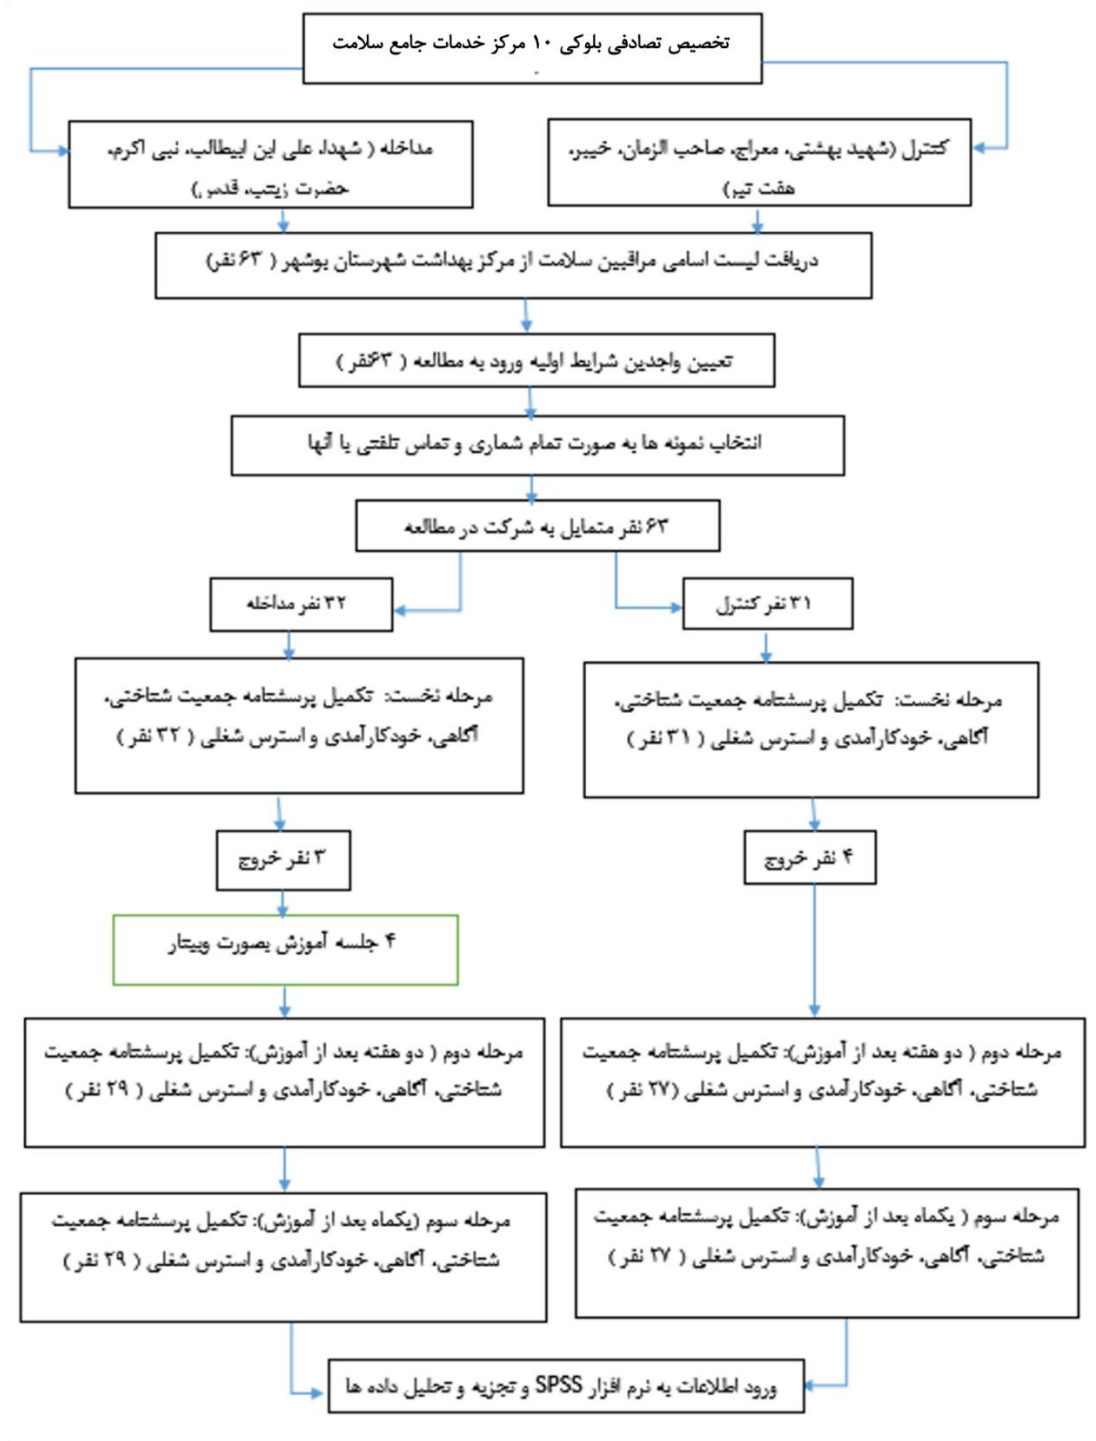 تخصیص تصادفی بلوکی ۱۰ مرکز خدمات جامع سلامت
کنترل (شهید بهشتی، معراج، صاحب الزمان، خیبر،
هفت تیر)
مداخله ( شهدا، علی ابن ابیطالب، نبی اکرم،
حضرت زینب، قدس)
دریافت لیست اسامی مراقبین سلامت از مرکز بهداشت شهرستان بوشهر ( ۶۳ نفر)
تعیین واجدین شرایط اولیه ورود به مطالعه ( ۶۳نفر )
انتخاب نمونه ها به صورت تمام شماری و تماس تلفنی با آنها
۶۳ نفر متمایل به شرکت در مطالعه
۳۱ نفر کنترل
۳۲ نفر مداخله
مرحله نخست: تکمیل پرسشنامه جمعیت شناختی،
آگاهی، خودکارآمدی و استرس شغلی ( ۳۱ نفر )
مرحله نخست: تکمیل پرسشنامه جمعیت شناختی،
آگاهی، خودکارآمدی و استرس شغلی ( ۳۲ نفر )
۴ نفر خروج
۳ نفر خروج
۴ جلسه آموزش بصورت وبینار
مرحله دوم ( دو هفته بعد از آموزش): تکمیل پرسشنامه جمعیت
شناختی، آگاهی، خودکارآمدی و استرس شغلی (۲۷ نفر )
مرحله دوم ( دو هفته بعد از آموزش): تکمیل پرسشنامه جمعیت
شناختی، آگاهی، خودکارآمدی و استرس شغلی ( ۲۹ نفر )
مرحله سوم ( یکماه بعد از آموزش): تکمیل پرسشنامه جمعیت
شناختی، آگاهی، خودکارآمدی و استرس شغلی ( ۲۷ نفر )
مرحله سوم (یکماه بعد از آموزش): تکمیل پرسشنامه جمعیت
شناختی، آگاهی، خودکارآمدی و استرس شغلی ( ۲۹ نفر )
ورود اطلاعات به نرم افزار SPSS و تجزیه و تحلیل داده ها